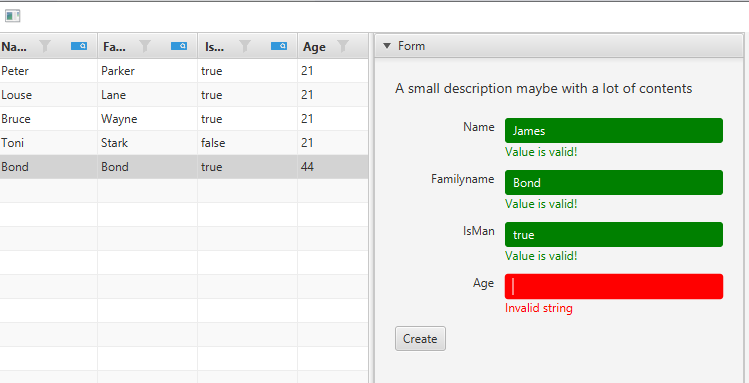 Na... Fa... Is... Age
Peter Parker true 21
Louse Lane true 21
Bruce Wayne true 21
Toni Stark false 21
Bond Bond true 44
Form
A small description maybe with a lot of contents
Name James
Value is valid!
Familyname Bond
Value is valid!
IsMan true
Value is valid!
Age
Invalid string
Create